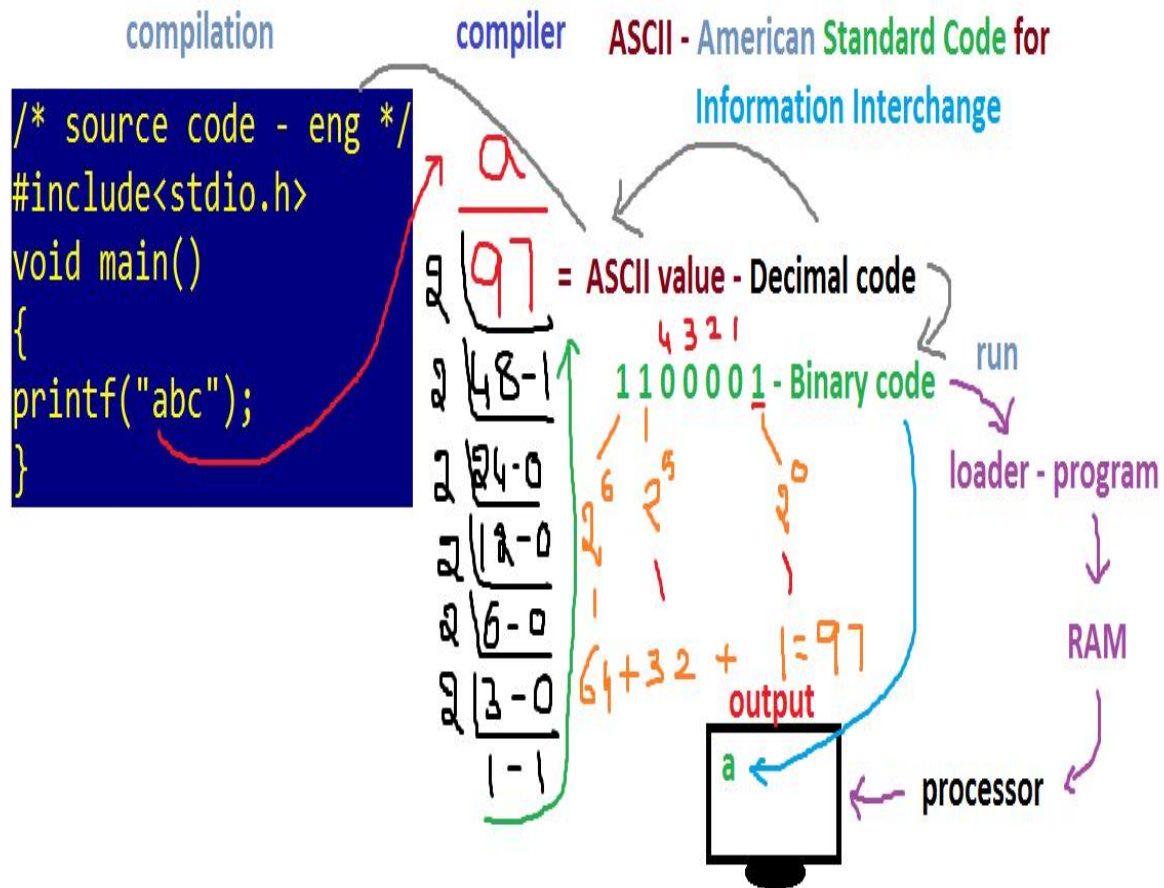 compilation
compiler
ASCII - American Standard Code for
Information Interchange
/* source code - eng */
#include<stdio.h>
void main()
{
printf("abc");
}
a
2 97 = ASCII value - Decimal code
2 48-1
2 24-0
2 12-0
2 6-0
2 3-0
1-1
4 3 2 1
1 1 0 0 0 0 1 - Binary code
2^6 2^5 2^0
64+32+ 1=97
run
loader - program
RAM
processor
output
a